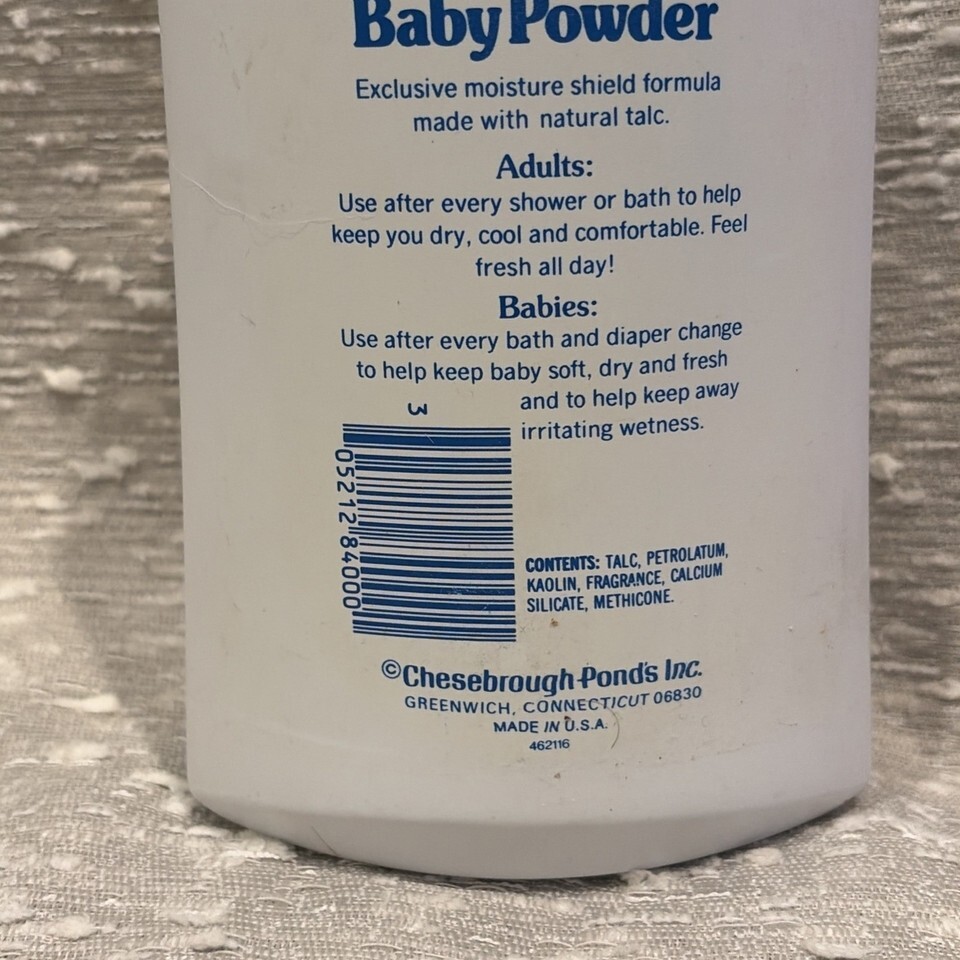 Baby Powder
Exclusive moisture shield formula
made with natural talc.
Adults:
Use after every shower or bath to help
keep you dry, cool and comfortable. Feel
fresh all day!
Babies:
Use after every bath and diaper change
to help keep baby soft, dry and fresh
and to help keep away
irritating wetness.
3
05212 84000
CONTENTS: TALC, PETROLATUM,
KAOLIN, FRAGRANCE, CALCIUM
SILICATE, METHICONE.
©Chesebrough-Pond's Inc.
GREENWICH, CONNECTICUT 06830
MADE IN U.S.A.
462116